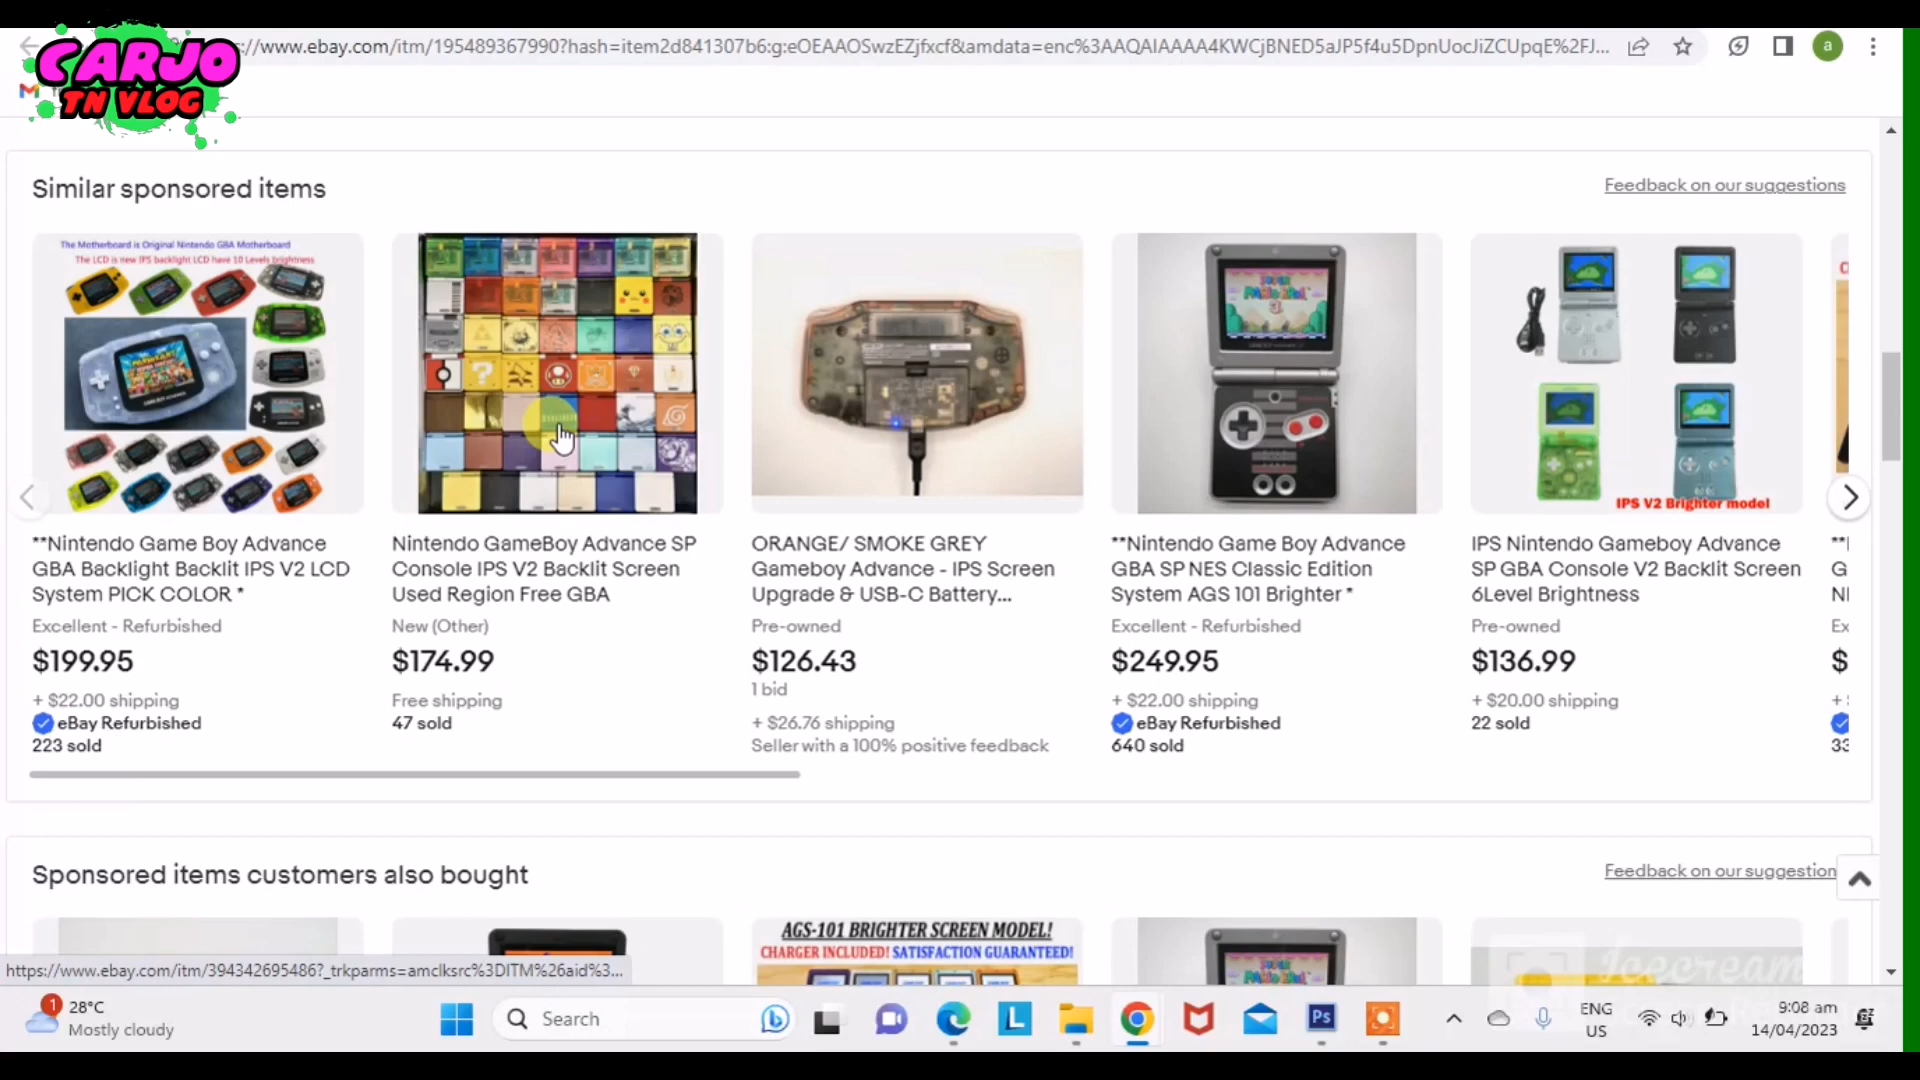 CARJO
TN VLOG
://www.ebay.com/itm/195489367990?hash=item2d841307b6:g:eOEAAOSwzEZjfxcf&amdata=enc%3AAQAIAAAA4KWCjBNED5aJP5f4u5DpnUocJiZCUpqE%2FJ...
a
Similar sponsored items
Feedback on our suggestions
The Motherboard is Original Nintendo GBA Motherboard
The LCD is new IPS backlight LCD have 10 Levels brightness
IPS V2 Brighter model
**Nintendo Game Boy Advance
GBA Backlight Backlit IPS V2 LCD
System PICK COLOR *
Excellent - Refurbished
$199.95
+ $22.00 shipping
eBay Refurbished
223 sold
Nintendo GameBoy Advance SP
Console IPS V2 Backlit Screen
Used Region Free GBA
New (Other)
$174.99
Free shipping
47 sold
ORANGE/ SMOKE GREY
Gameboy Advance - IPS Screen
Upgrade & USB-C Battery...
Pre-owned
$126.43
1 bid
+ $26.76 shipping
Seller with a 100% positive feedback
**Nintendo Game Boy Advance
GBA SP NES Classic Edition
System AGS 101 Brighter *
Excellent - Refurbished
$249.95
+ $22.00 shipping
eBay Refurbished
640 sold
IPS Nintendo Gameboy Advance
SP GBA Console V2 Backlit Screen
6Level Brightness
Pre-owned
$136.99
+ $20.00 shipping
22 sold
Sponsored items customers also bought
Feedback on our suggestion
AGS-101 BRIGHTER SCREEN MODEL!
CHARGER INCLUDED! SATISFACTION GUARANTEED!
https://www.ebay.com/itm/394342695486?_trkparms=amclksrc%3DITM%26aid%3...
Icecream
1
28°C
Mostly cloudy
Search
L
Ps
ENG
US
9:08 am
14/04/2023